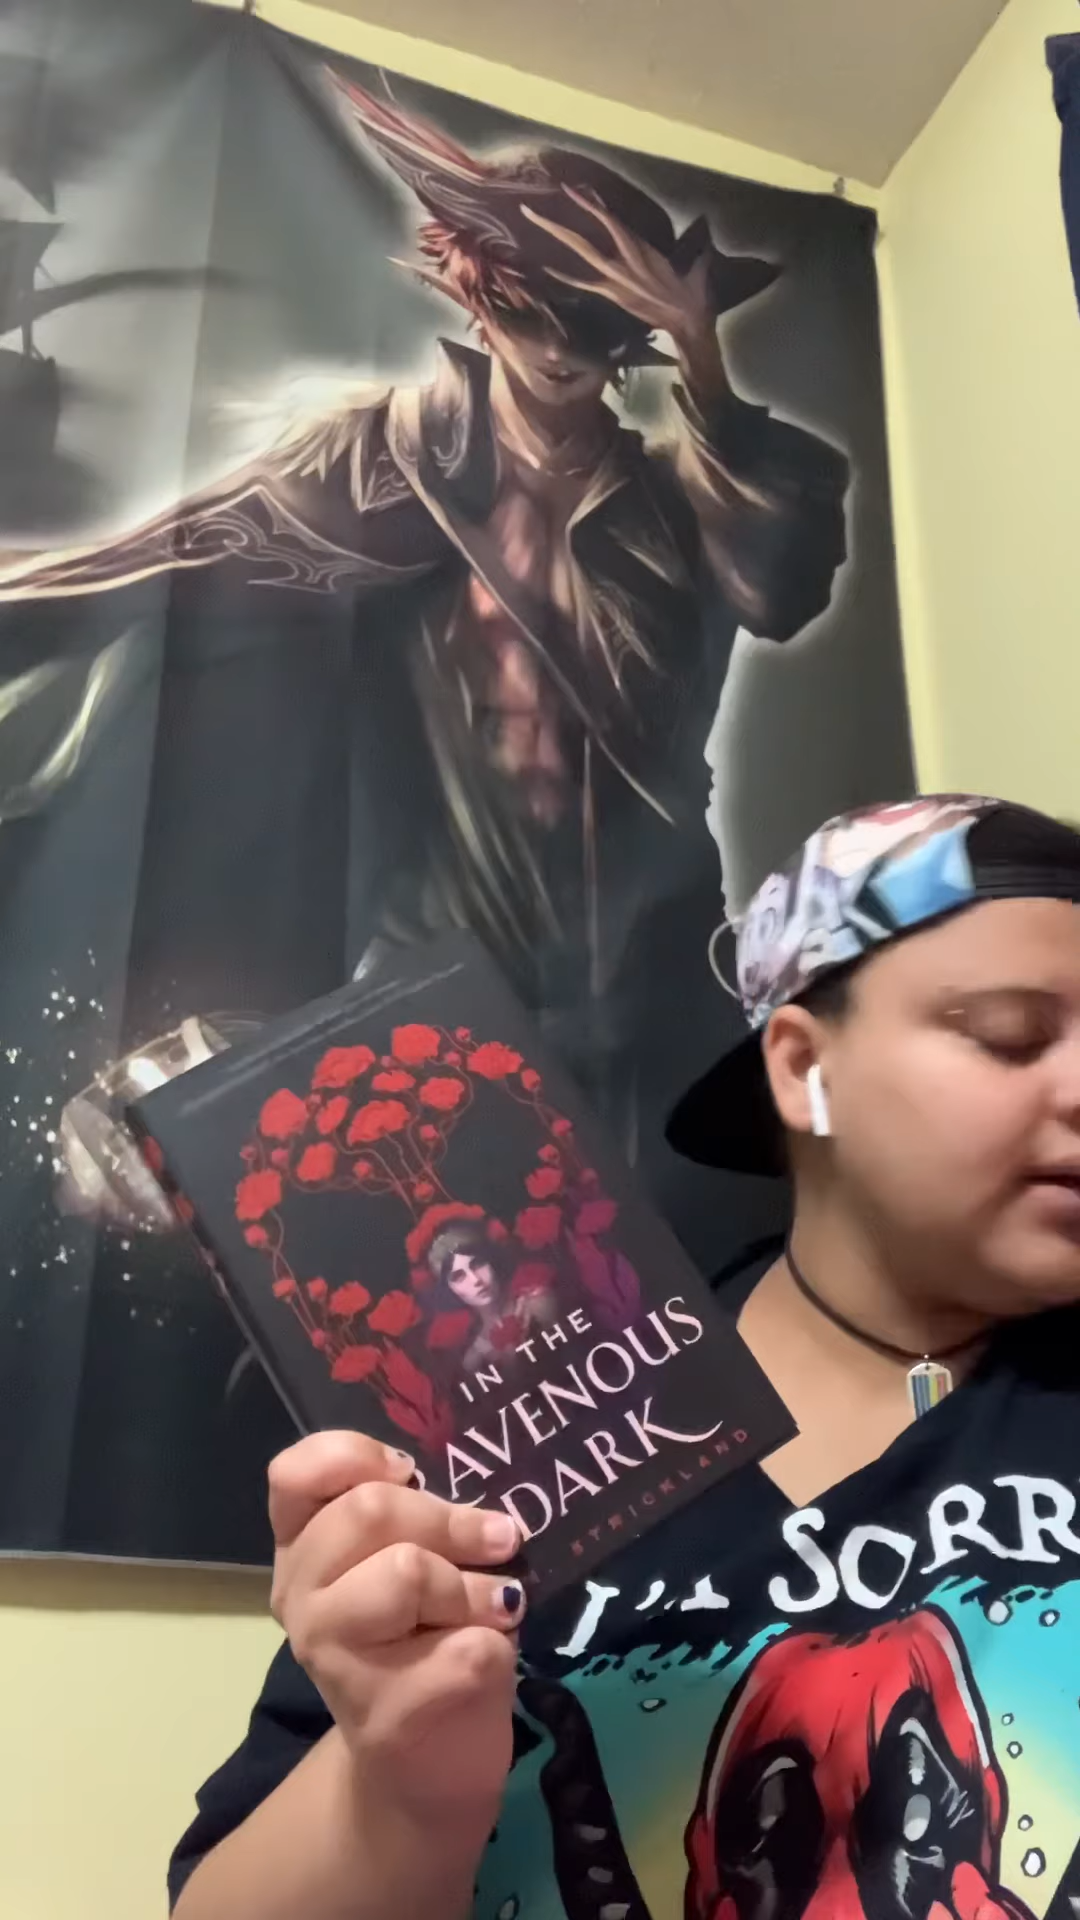 IN THE
RAVENOUS
DARK
STRICKLAND
I'M SORR